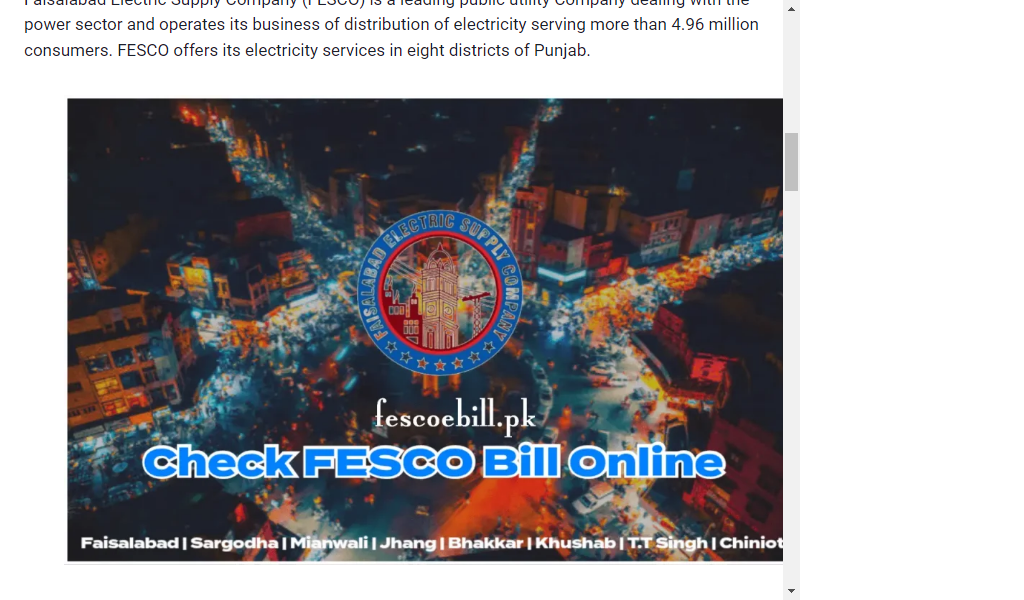 Faisalabad Electric Supply Company (FESCO) is a leading public utility Company dealing with the
power sector and operates its business of distribution of electricity serving more than 4.96 million
consumers. FESCO offers its electricity services in eight districts of Punjab.
FAISALABAD ELECTRIC SUPPLY COMPANY
fescoebill.pk
Check FESCO Bill Online
Faisalabad | Sargodha | Mianwali | Jhang | Bhakkar | Khushab | T.T Singh | Chiniot